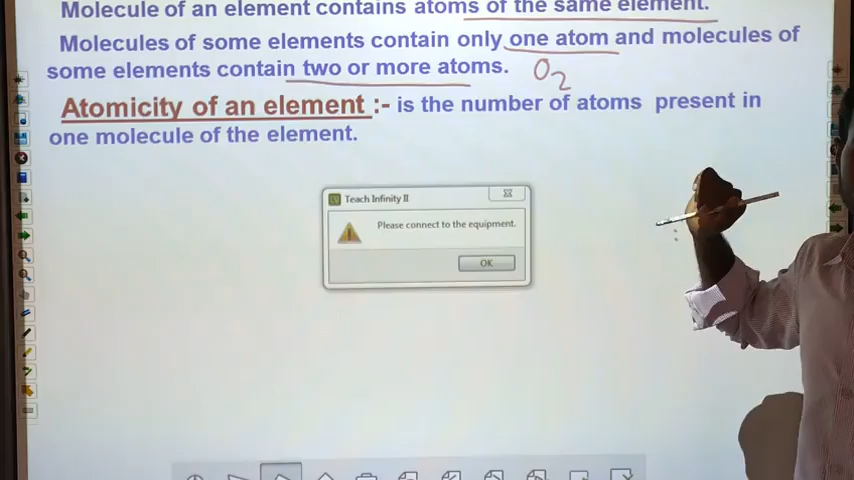 Molecule of an element contains atoms of the same element.
Molecules of some elements contain only one atom and molecules of
some elements contain two or more atoms.
O2
Atomicity of an element :- is the number of atoms present in
one molecule of the element.
Teach Infinity II
Please connect to the equipment.
OK